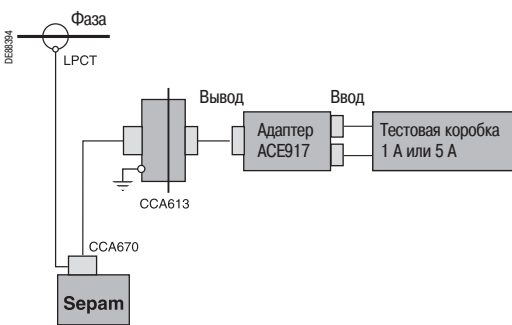 Фаза
DE88394
LPCT
Вывод
Ввод
Адаптер
ACE917
Тестовая коробка
1 А или 5 А
CCA613
CCA670
Sepam